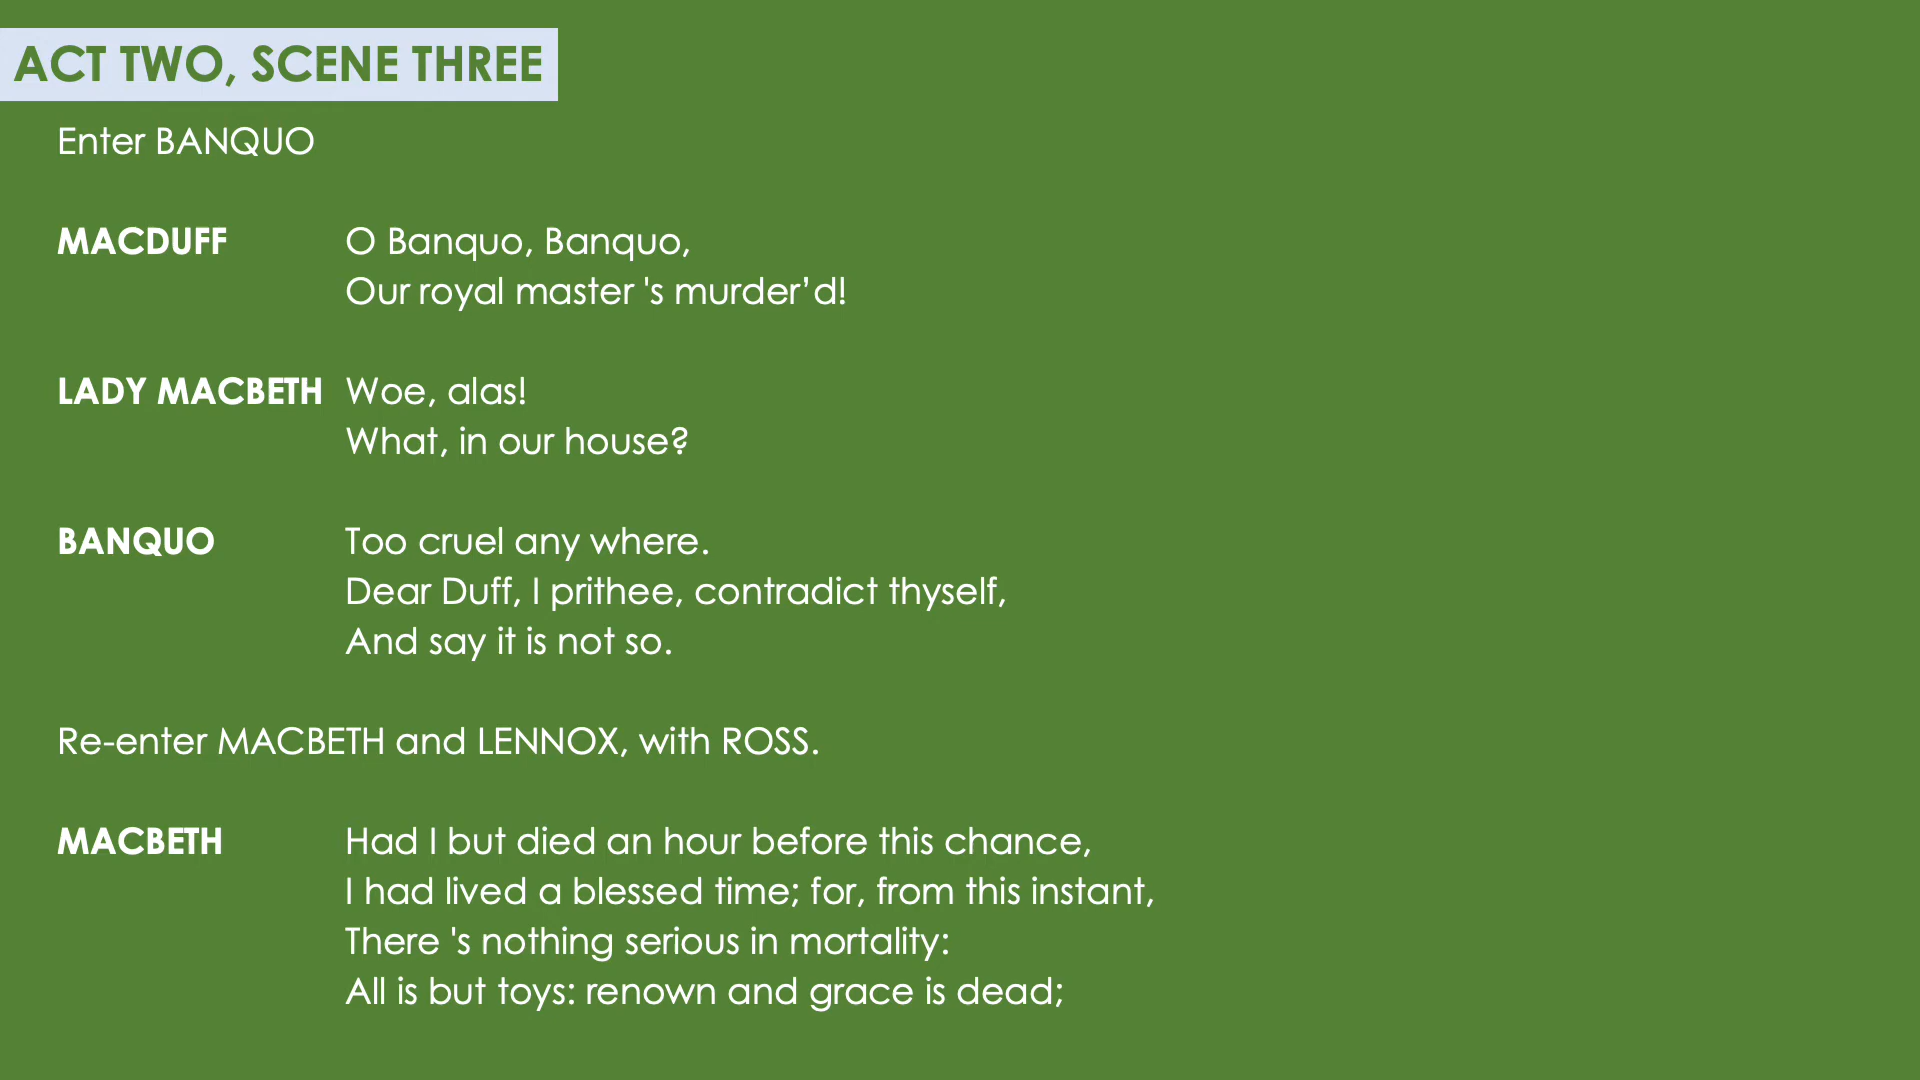 ACT TWO, SCENE THREE
Enter BANQUO
MACDUFF O Banquo, Banquo,
Our royal master 's murder’d!
LADY MACBETH Woe, alas!
What, in our house?
BANQUO Too cruel any where.
Dear Duff, I prithee, contradict thyself,
And say it is not so.
Re-enter MACBETH and LENNOX, with ROSS.
MACBETH Had I but died an hour before this chance,
I had lived a blessed time; for, from this instant,
There 's nothing serious in mortality:
All is but toys: renown and grace is dead;